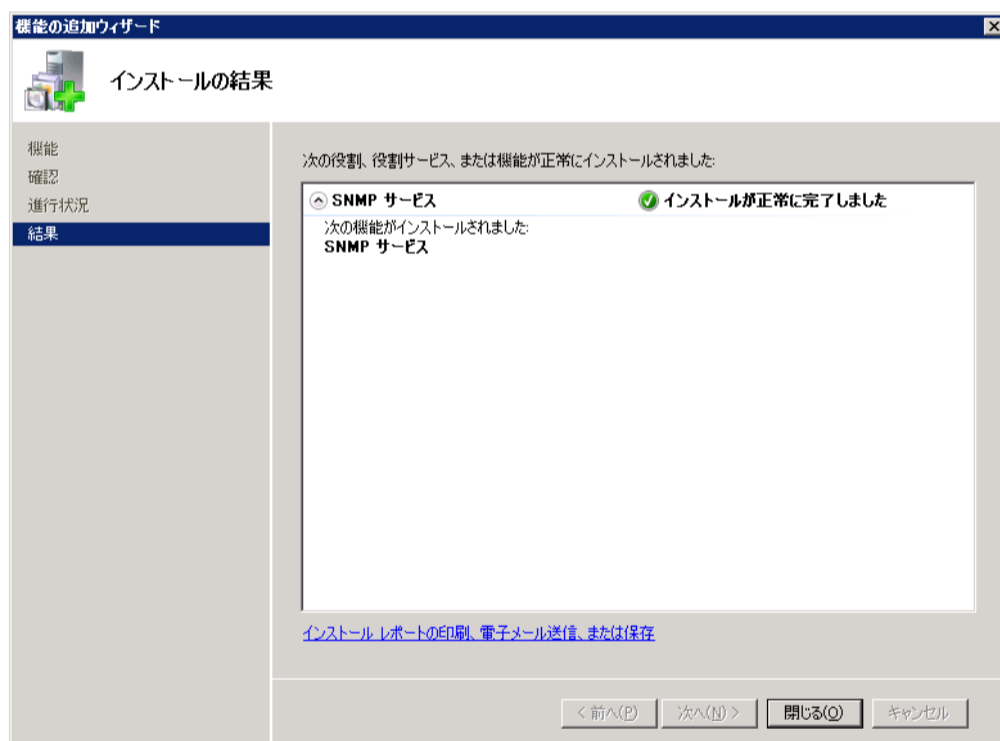 機能の追加ウィザード
インストールの結果
機能
確認
進行状況
結果
次の役割、役割サービス、または機能が正常にインストールされました:
SNMP サービス
インストールが正常に完了しました
次の機能がインストールされました:
SNMP サービス
インストール レポートの印刷、電子メール送信、または保存
< 前へ(P)
次へ(N) >
閉じる(O)
キャンセル